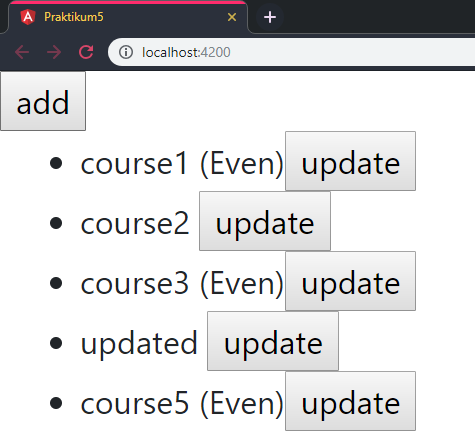 Praktikum5
localhost:4200
add
course1 (Even) update
course2 update
course3 (Even) update
updated update
course5 (Even) update